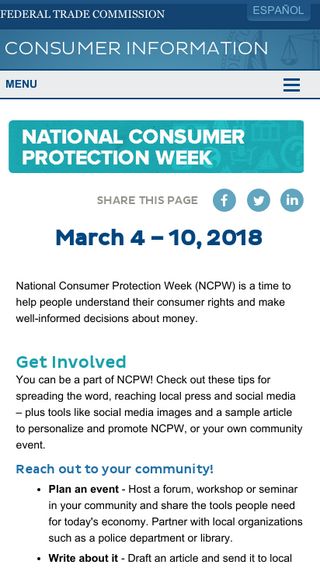 FEDERAL TRADE COMMISSION
ESPAÑOL
CONSUMER INFORMATION
MENU
NATIONAL CONSUMER
PROTECTION WEEK
SHARE THIS PAGE
March 4 – 10, 2018
National Consumer Protection Week (NCPW) is a time to
help people understand their consumer rights and make
well-informed decisions about money.
Get Involved
You can be a part of NCPW! Check out these tips for
spreading the word, reaching local press and social media
– plus tools like social media images and a sample article
to personalize and promote NCPW, or your own community
event.
Reach out to your community!
• Plan an event - Host a forum, workshop or seminar
in your community and share the tools people need
for today's economy. Partner with local organizations
such as a police department or library.
• Write about it - Draft an article and send it to local